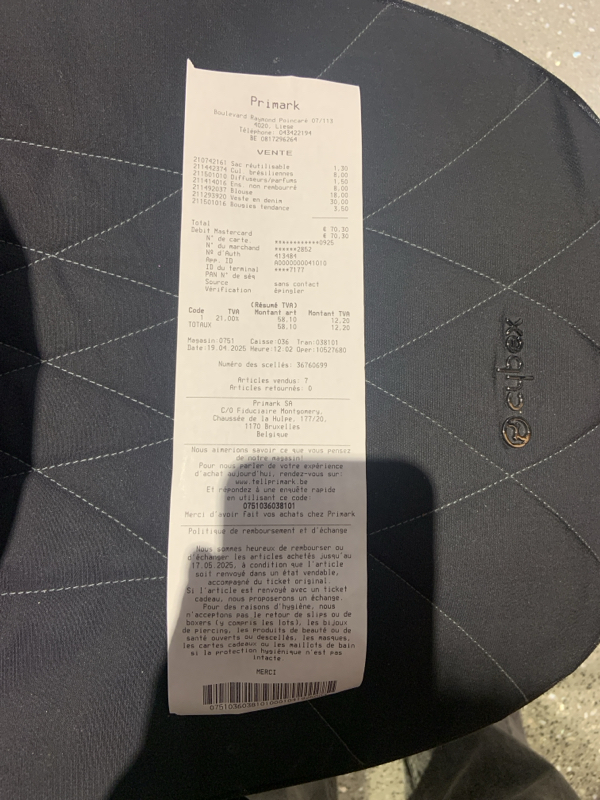 Primark
Boulevard Raymond Poincaré 07/113
4020, Liège
Téléphone: 043422194
BE 0817296264
VENTE
210742161 Sac réutilisable 1.30
211442374 Cul. brésiliennes 8.00
211501010 Diffuseurs/parfums 1.50
211414016 Ens. non rembourré 8.00
211492037 Blouse 18.00
211293920 Veste en denim 30.00
211503016 Bougies tendance 3.50
Total € 70.30
Debit Mastercard € 70.30
N° de carte. ************0925
N° du marchand ******2852
N° d'Auth 413484
App. ID A0000000041010
ID du terminal ****7177
PAN N° de séq
Source sans contact
Vérification épingler
(Résumé TVA)
Code TVA Montant art Montant TVA
1 21.00% 58.10 12.20
TOTAUX 58.10 12.20
Magasin:0751 Caisse:036 Tran:038101
Date:19.04.2025 Heure:12:02 Oper:10527680
Numéro des scellés: 36760699
Articles vendus: 7
Articles retournés: 0
Primark SA
C/O Fiduciaire Montgomery,
Chaussée de la Hulpe, 177/20,
1170 Bruxelles
Belgique
Nous aimerions savoir ce que vous pensez
de notre magasin!
Pour nous parler de votre expérience
d'achat aujourd'hui, rendez-vous sur:
www.tellprimark.be
Et répondez à une enquête rapide
en utilisant ce code:
0751036038101
Merci d'avoir fait vos achats chez Primark
Politique de remboursement et d'échange
Nous sommes heureux de rembourser ou
d'échanger les articles achetés jusqu'au
17.05.2025, à condition que l'article
soit renvoyé dans un état vendable,
accompagné du ticket original.
Si l'article est renvoyé avec un ticket
cadeau, nous proposerons un échange.
Pour des raisons d'hygiène, nous
n'acceptons pas le retour de slips ou de
boxers (y compris les lots), les bijoux
de piercing, les produits de beauté ou de
santé ouverts ou descellés, les masques,
les cartes cadeaux ou les maillots de bain
si la protection hygiénique n'est pas
intacte.
MERCI
cybex